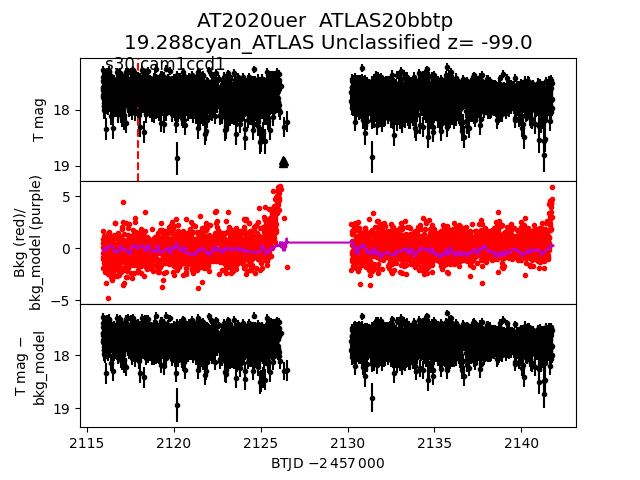 AT2020uer ATLAS20bbtp
19.288cyan_ATLAS Unclassified z= -99.0
s30 cam1ccd1
T mag
18
19
Bkg (red)/
bkg_model (purple)
5
0
−5
T mag −
bkg_model
18
19
2115 2120 2125 2130 2135 2140
BTJD −2 457 000